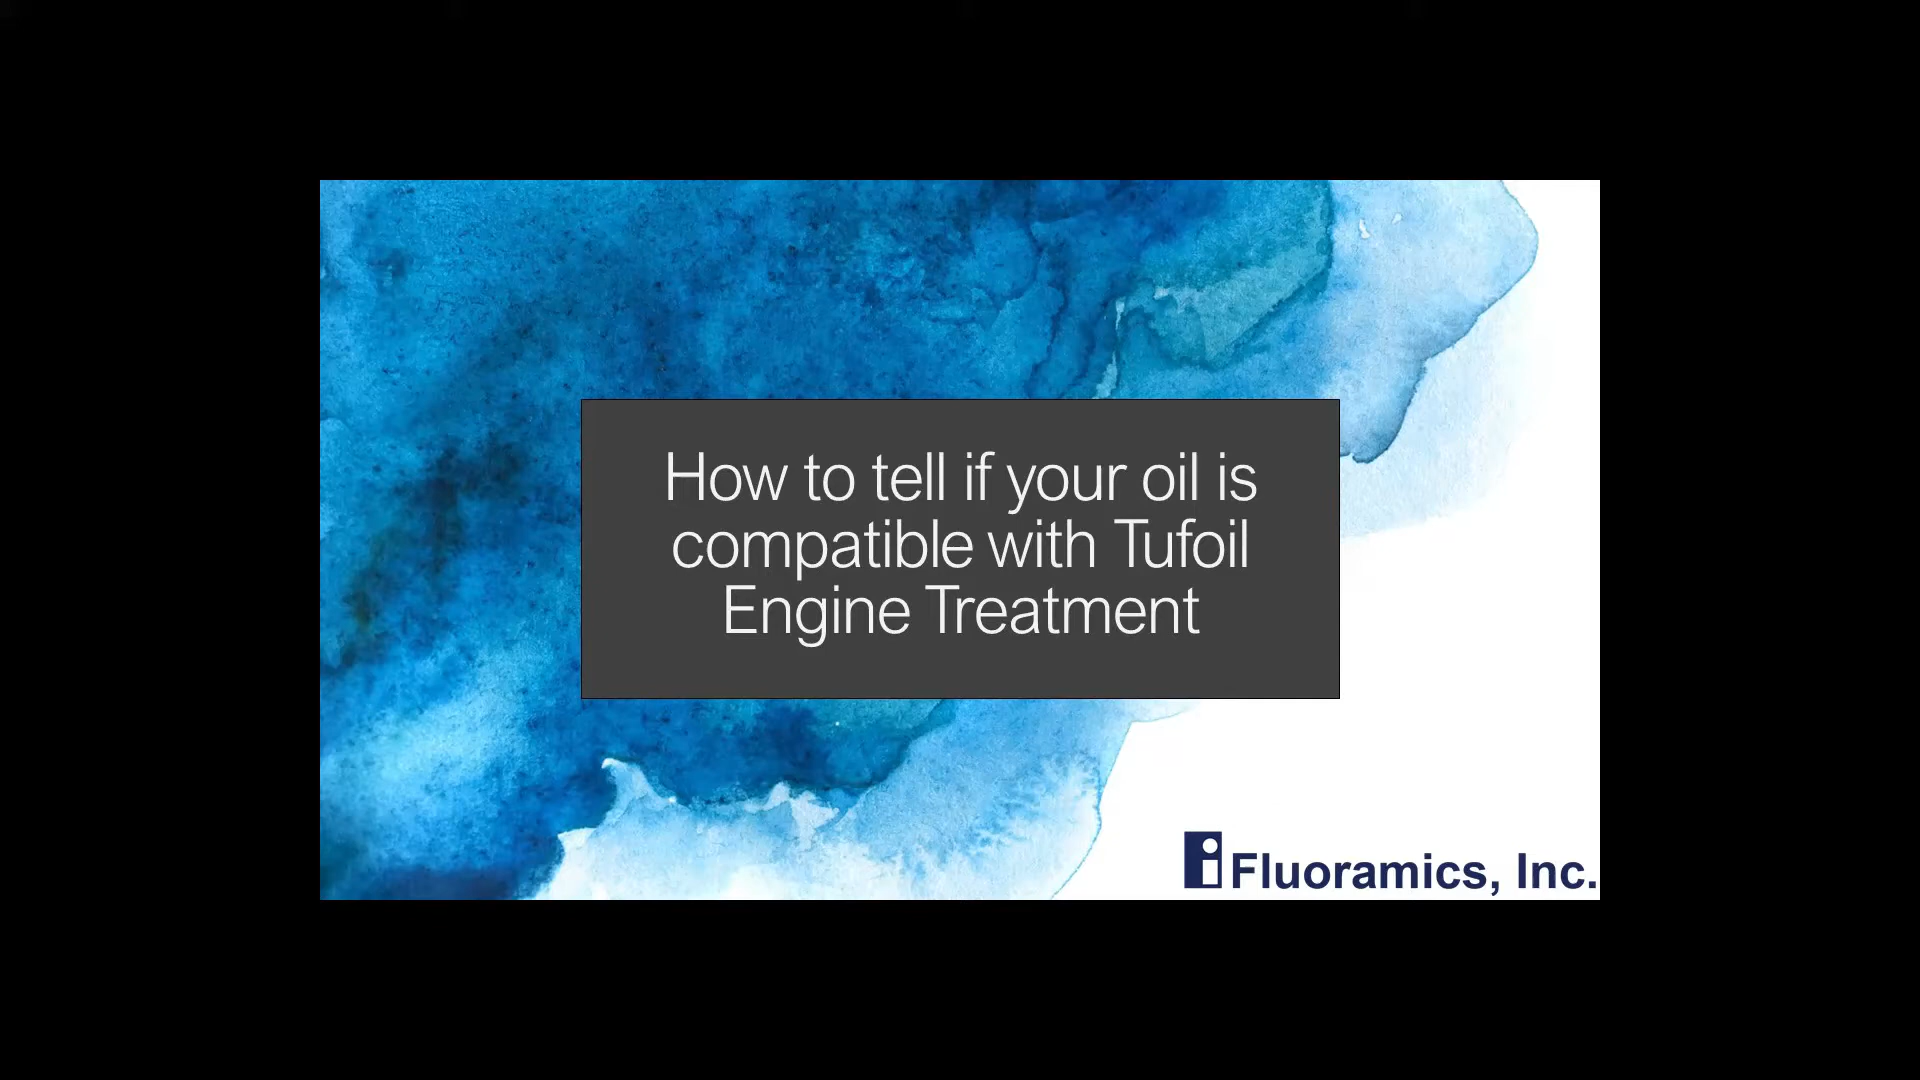 How to tell if your oil is
compatible with Tufoil
Engine Treatment
Fluoramics, Inc.